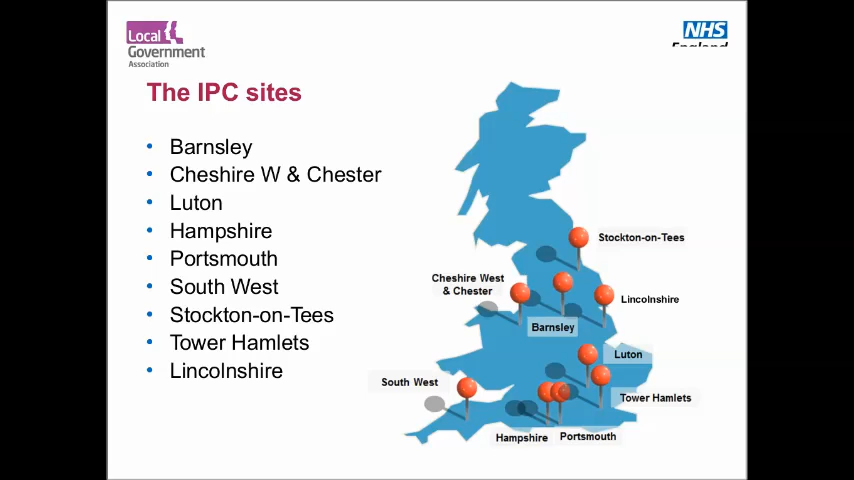 Local
Government
Association
NHS
England
The IPC sites
• Barnsley
• Cheshire W & Chester
• Luton
• Hampshire
• Portsmouth
• South West
• Stockton-on-Tees
• Tower Hamlets
• Lincolnshire
Stockton-on-Tees
Cheshire West
& Chester
Lincolnshire
Barnsley
Luton
South West
Tower Hamlets
Hampshire
Portsmouth